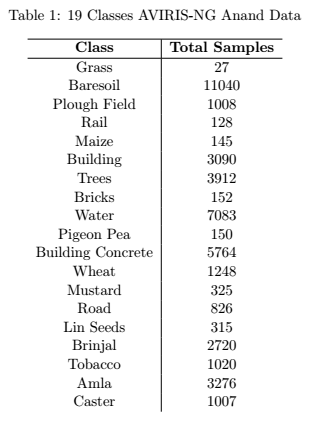 Table 1: 19 Classes AVIRIS-NG Anand Data
Class Total Samples
Grass 27
Baresoil 11040
Plough Field 1008
Rail 128
Maize 145
Building 3090
Trees 3912
Bricks 152
Water 7083
Pigeon Pea 150
Building Concrete 5764
Wheat 1248
Mustard 325
Road 826
Lin Seeds 315
Brinjal 2720
Tobacco 1020
Amla 3276
Caster 1007